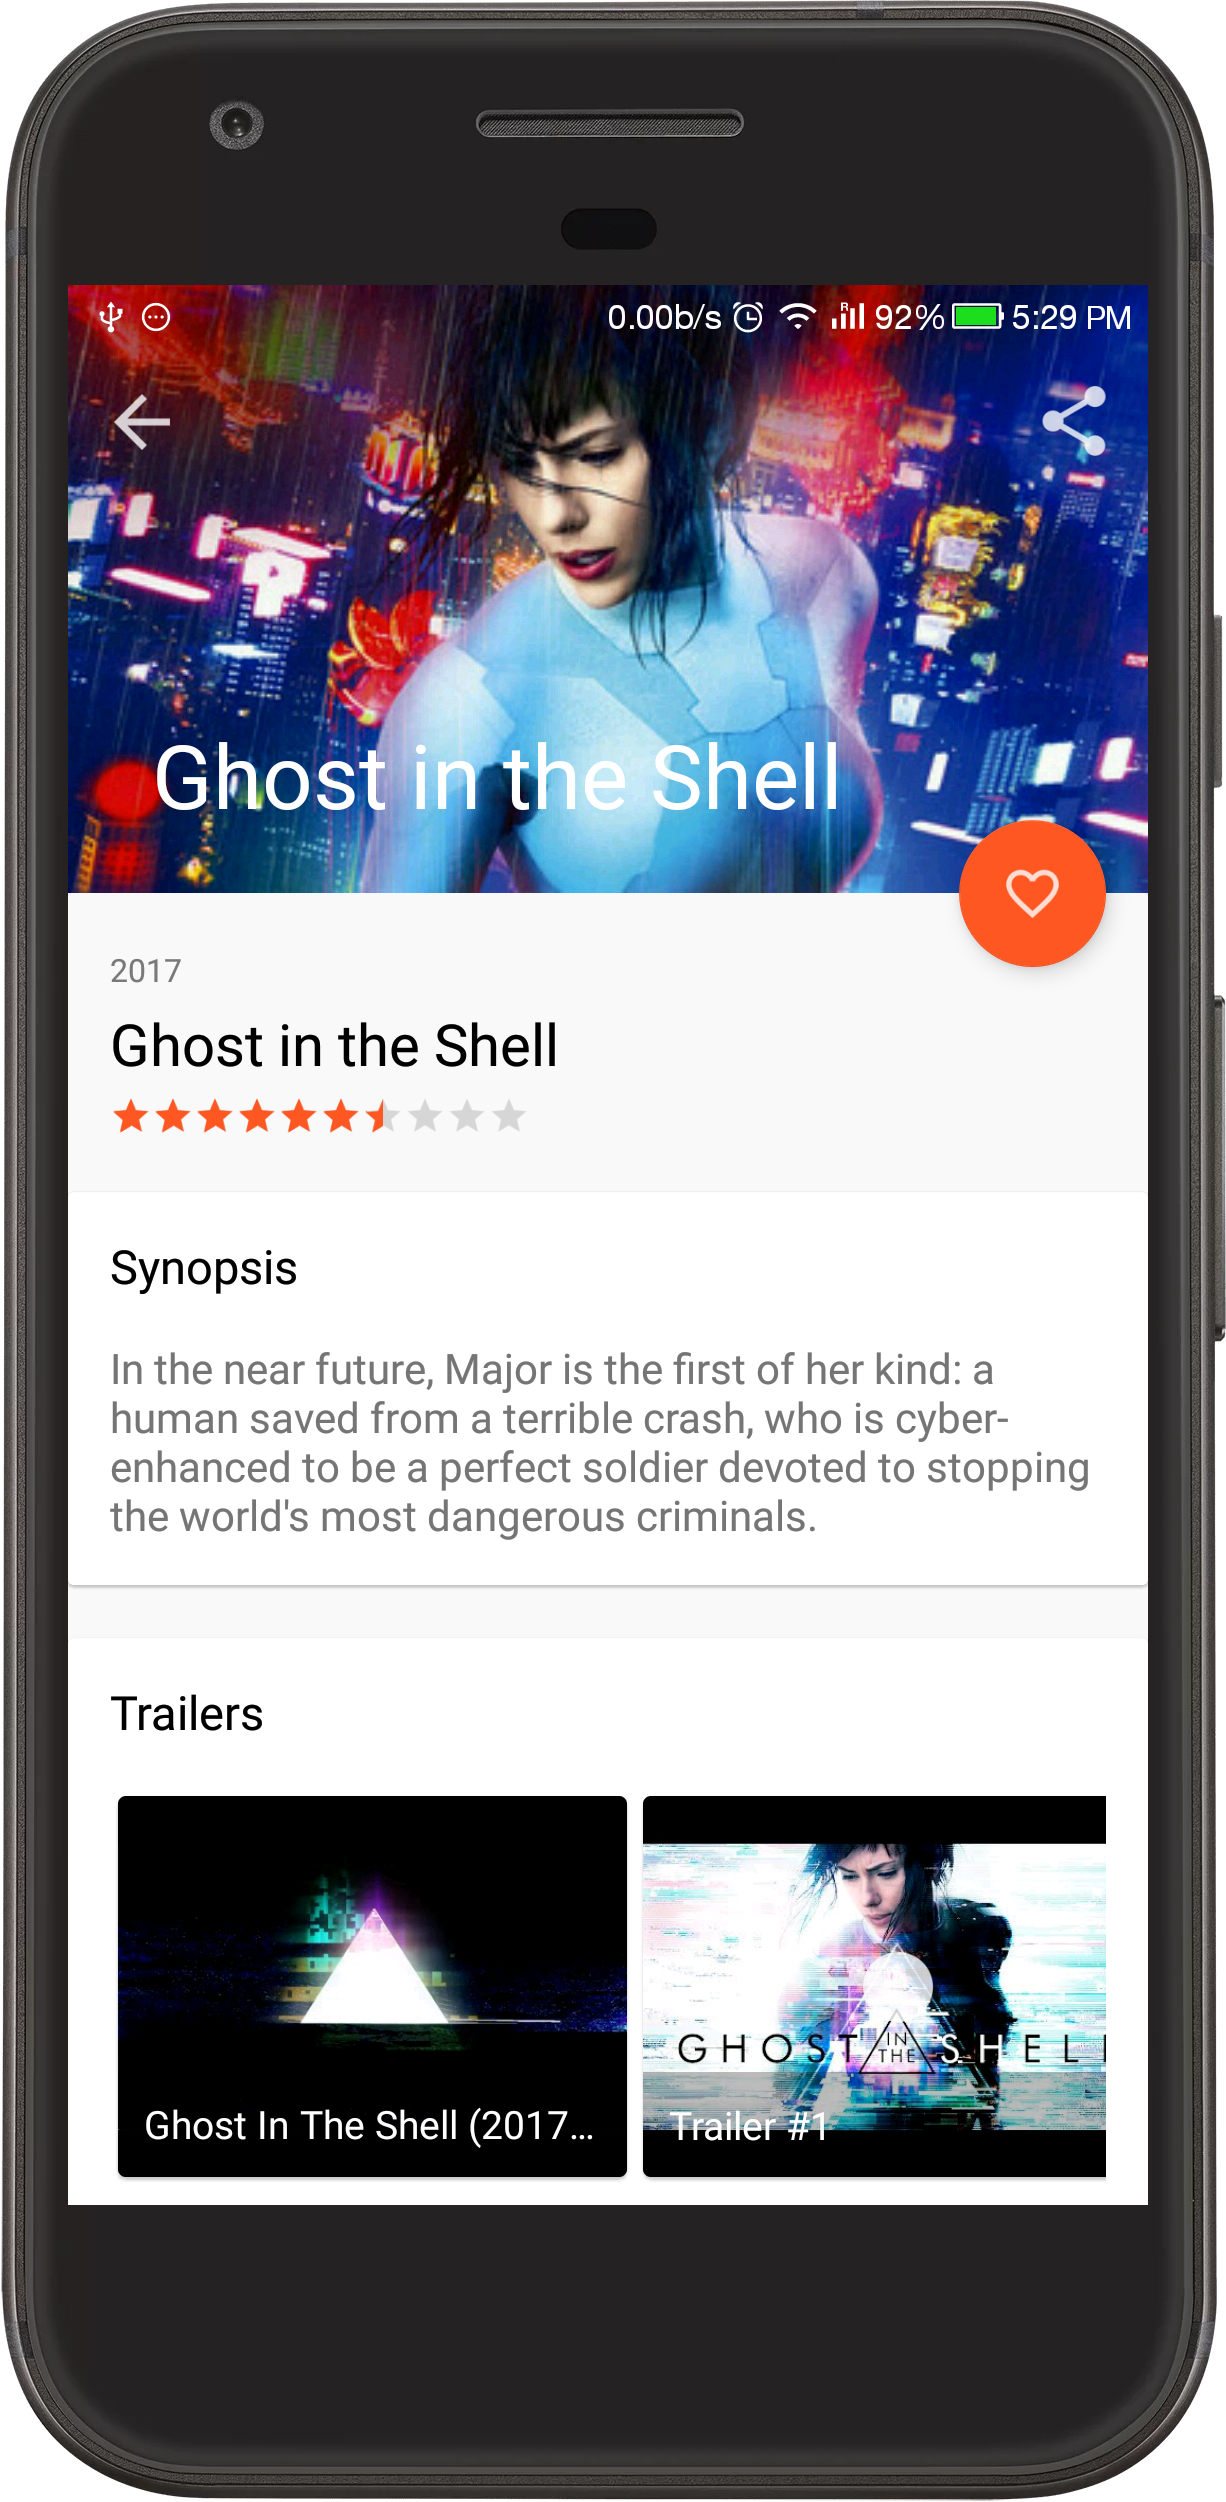 0.00b/s R 92% 5:29 PM
Ghost in the Shell
2017
Ghost in the Shell
Synopsis
In the near future, Major is the first of her kind: a
human saved from a terrible crash, who is cyber-
enhanced to be a perfect soldier devoted to stopping
the world's most dangerous criminals.
Trailers
GHOST IN THE SHELL
Ghost In The Shell (2017...
Trailer #1